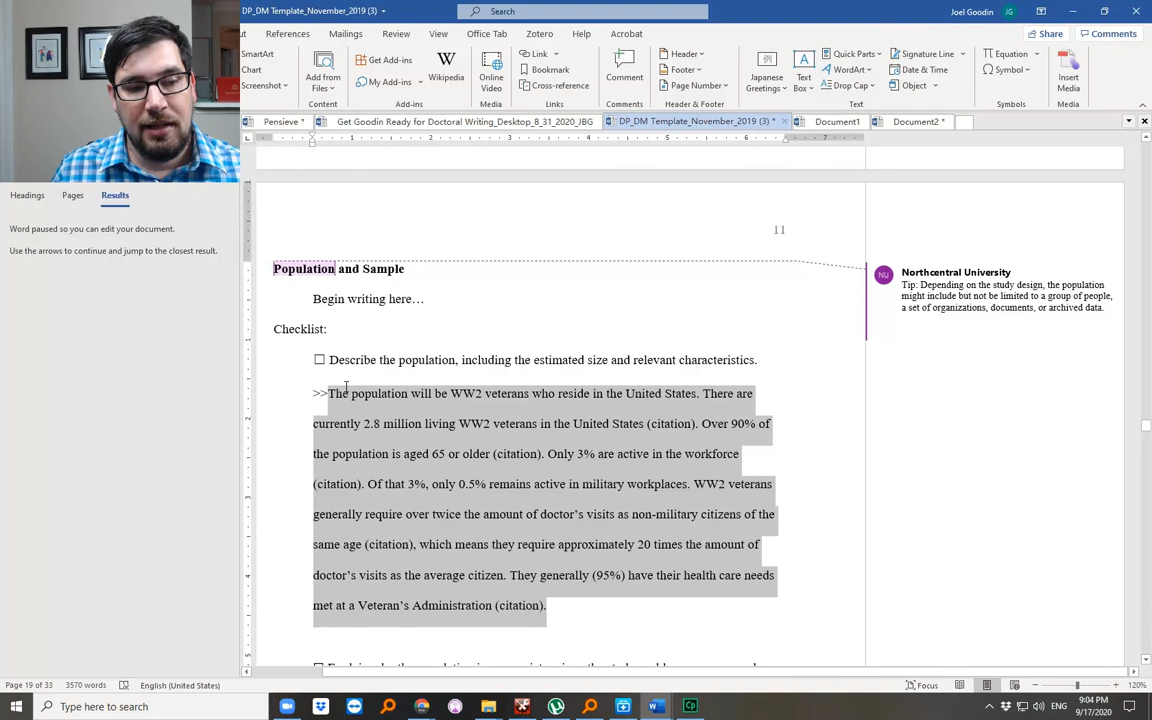 DP_DM Template_November_2019 (3)
Search
Joel Goodin
JG
References
Mailings
Review
View
Office Tab
Zotero
Help
Acrobat
Share
Comments
SmartArt
Chart
Screenshot
Add from
Files
Content
Get Add-ins
My Add-ins
Add-ins
Wikipedia
Online
Video
Media
Link
Bookmark
Cross-reference
Links
Comment
Comments
Header
Footer
Page Number
Header & Footer
Japanese
Greetings
Text
Box
Quick Parts
WordArt
Drop Cap
Signature Line
Date & Time
Object
Text
Equation
Symbol
Symbols
Insert
Media
Media
Pensieve *
Get Goodin Ready for Doctoral Writing_Desktop_8_31_2020_JBG
DP_DM Template_November_2019 (3) *
Document1
Document2 *
Headings
Pages
Results
Word paused so you can edit your document.
Use the arrows to continue and jump to the closest result.
11
Population and Sample
Begin writing here…
Checklist:
☐ Describe the population, including the estimated size and relevant characteristics.
>>The population will be WW2 veterans who reside in the United States. There are
currently 2.8 million living WW2 veterans in the United States (citation). Over 90% of
the population is aged 65 or older (citation). Only 3% are active in the workforce
(citation). Of that 3%, only 0.5% remains active in military workplaces. WW2 veterans
generally require over twice the amount of doctor’s visits as non-military citizens of the
same age (citation), which means they require approximately 20 times the amount of
doctor’s visits as the average citizen. They generally (95%) have their health care needs
met at a Veteran’s Administration (citation).
NU
Northcentral University
Tip: Depending on the study design, the population
might include but not be limited to a group of people,
a set of organizations, documents, or archived data.
Page 19 of 33
3570 words
English (United States)
Focus
120%
Type here to search
ENG
9:04 PM
9/17/2020